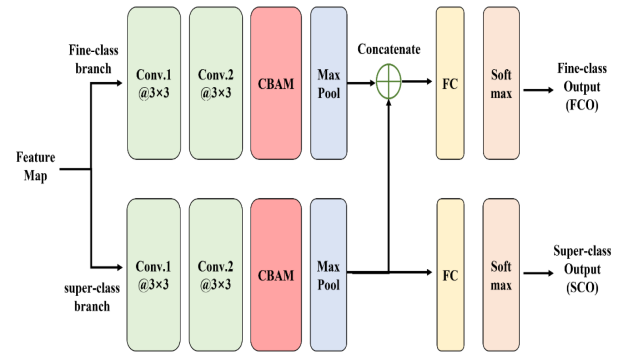 Fine-class
branch
Conv.1
@3×3
Conv.2
@3×3
CBAM
Max
Pool
Concatenate
FC
Soft
max
Fine-class
Output
(FCO)
Feature
Map
super-class
branch
Conv.1
@3×3
Conv.2
@3×3
CBAM
Max
Pool
FC
Soft
max
Super-class
Output
(SCO)